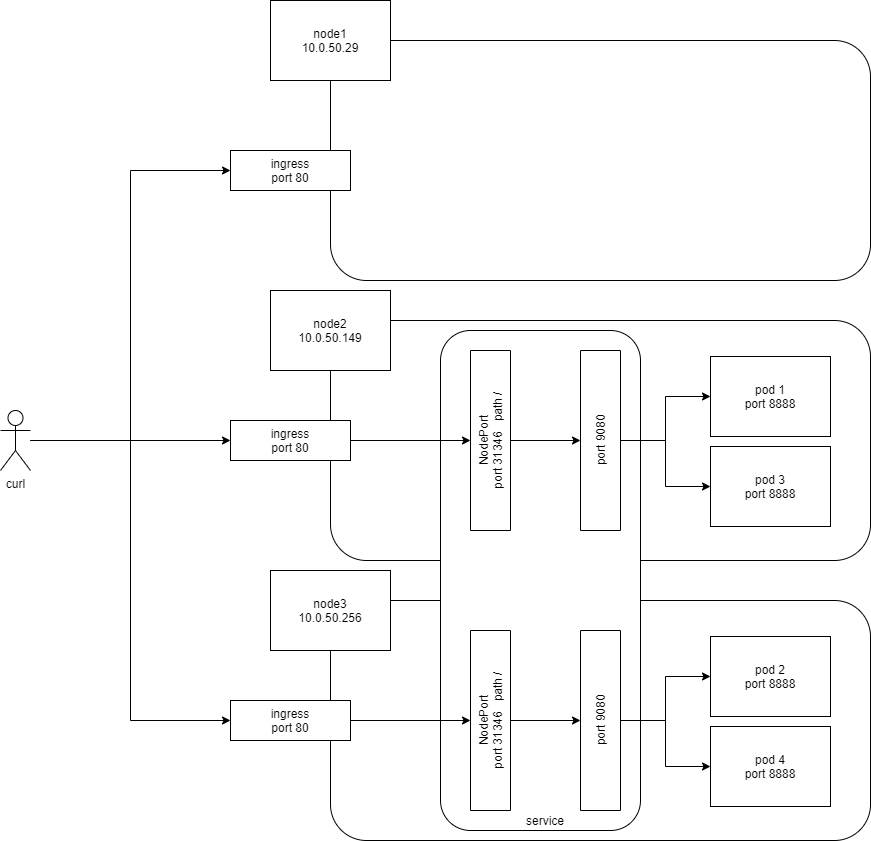 node1
10.0.50.29
ingress
port 80
node2
10.0.50.149
ingress
port 80
NodePort
port 31346 path /
port 9080
pod 1
port 8888
pod 3
port 8888
curl
node3
10.0.50.256
ingress
port 80
NodePort
port 31346 path /
port 9080
pod 2
port 8888
pod 4
port 8888
service